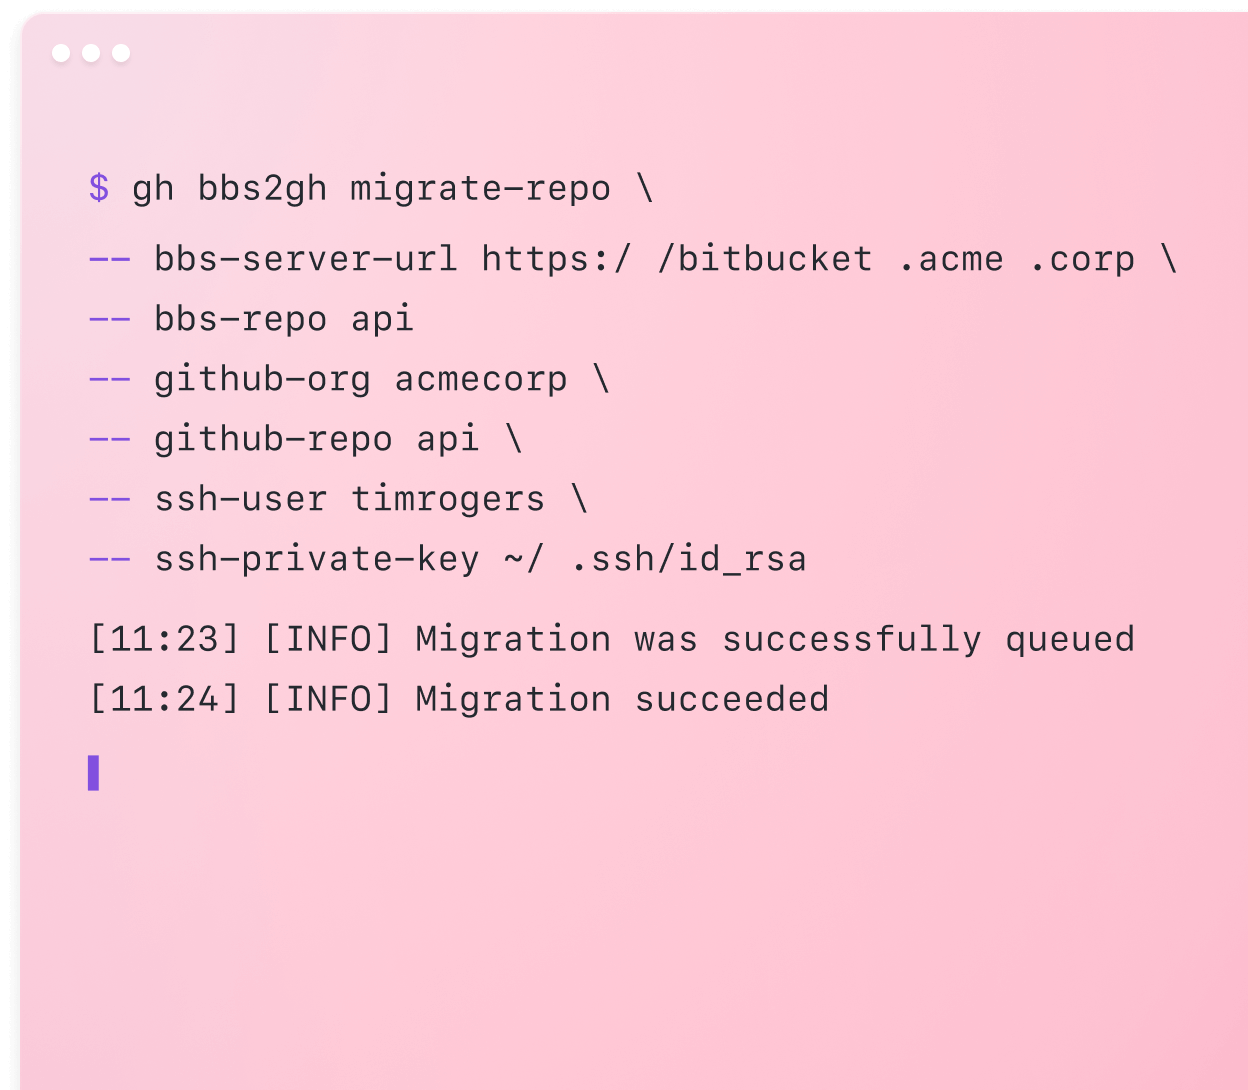 $ gh bbs2gh migrate-repo \
-- bbs-server-url https:/ /bitbucket .acme .corp \
-- bbs-repo api
-- github-org acmecorp \
-- github-repo api \
-- ssh-user timrogers \
-- ssh-private-key ~/ .ssh/id_rsa
[11:23] [INFO] Migration was successfully queued
[11:24] [INFO] Migration succeeded